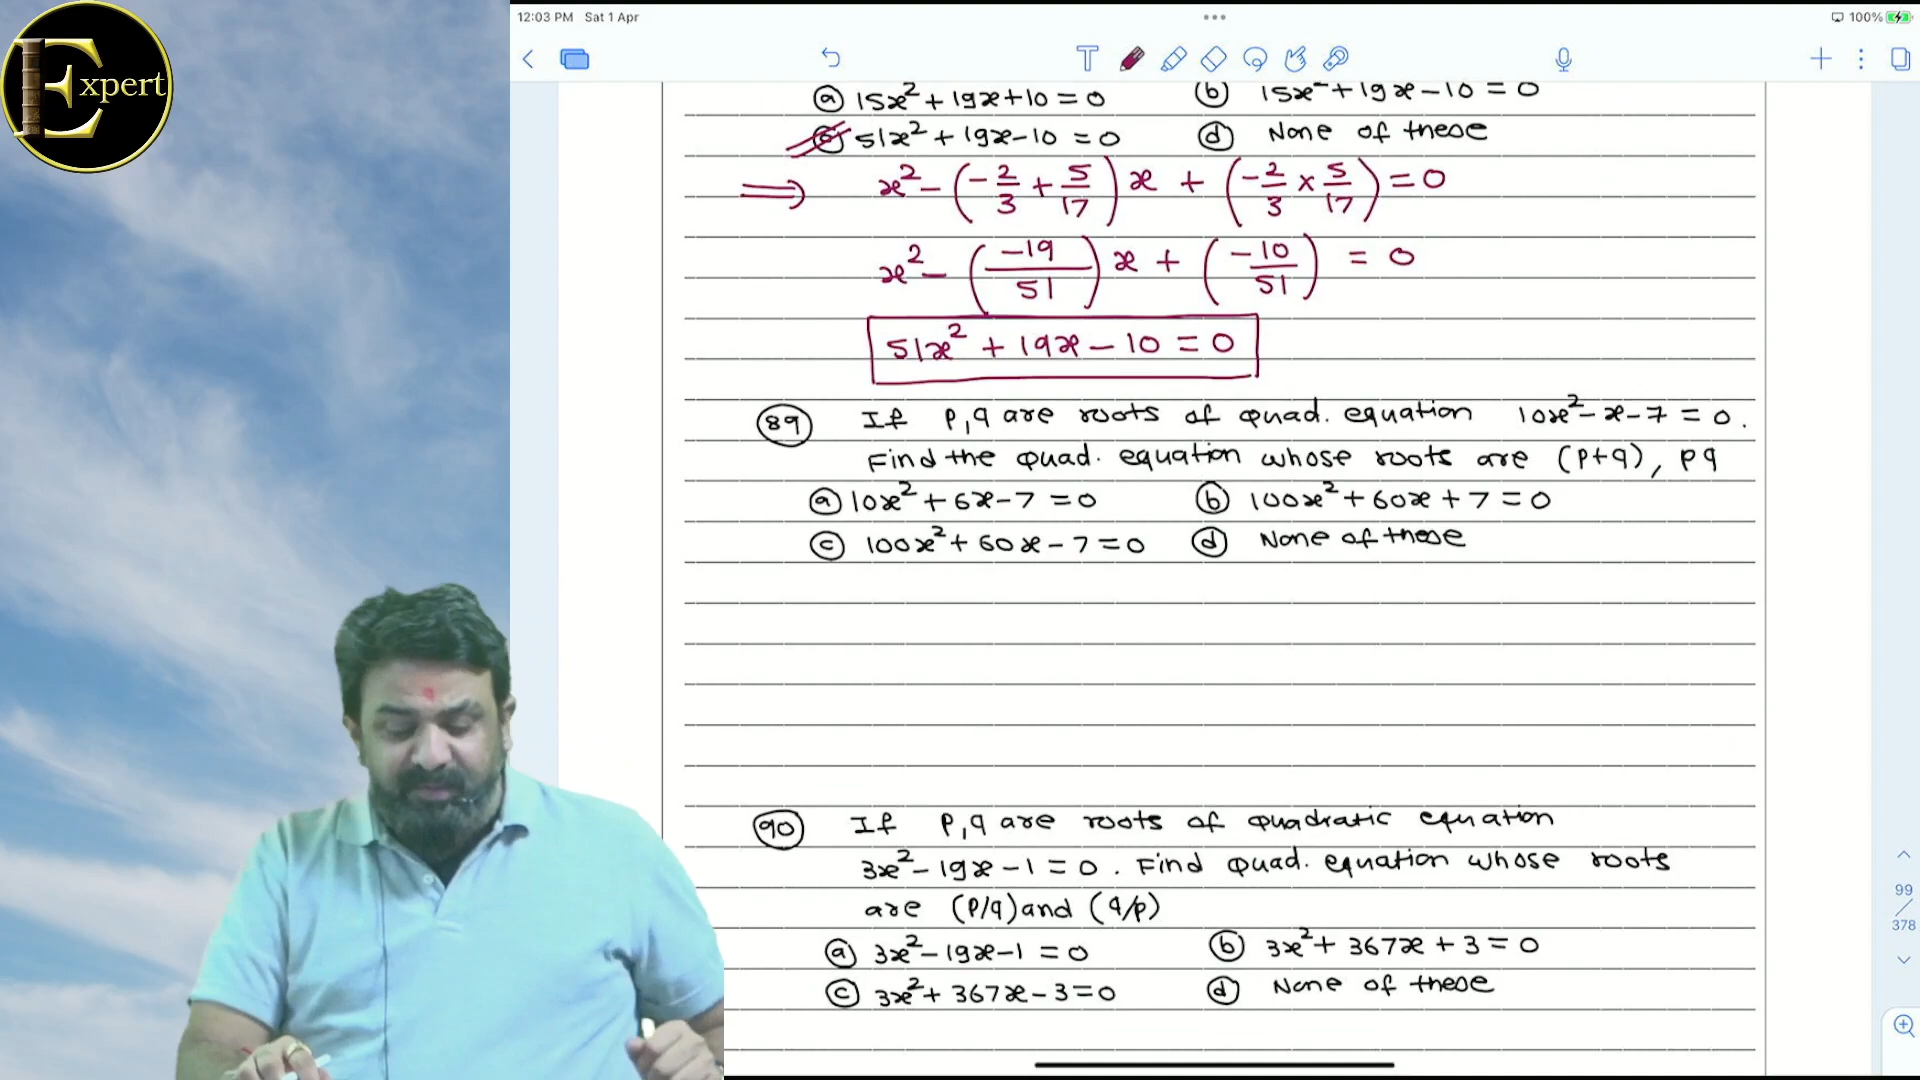 Expert
12:03 PM Sat 1 Apr
100%
(a) 15x² + 19x + 10 = 0 (b) 15x² + 19x - 10 = 0
(c) 51x² + 19x - 10 = 0 (d) None of these
⟹ x² - (-2/3 + 5/17) x + (-2/3 × 5/17) = 0
x² - (-19/51) x + (-10/51) = 0
51x² + 19x - 10 = 0
(89) If P,q are roots of quad. equation 10x² - x - 7 = 0.
Find the quad. equation whose roots are (P+q), Pq
(a) 10x² + 6x - 7 = 0 (b) 100x² + 60x + 7 = 0
(c) 100x² + 60x - 7 = 0 (d) None of these
(90) If P,q are roots of quadratic equation
3x² - 19x - 1 = 0. Find quad. equation whose roots
are (P/q) and (q/p)
(a) 3x² - 19x - 1 = 0 (b) 3x² + 367x + 3 = 0
(c) 3x² + 367x - 3 = 0 (d) None of these
99
/
378